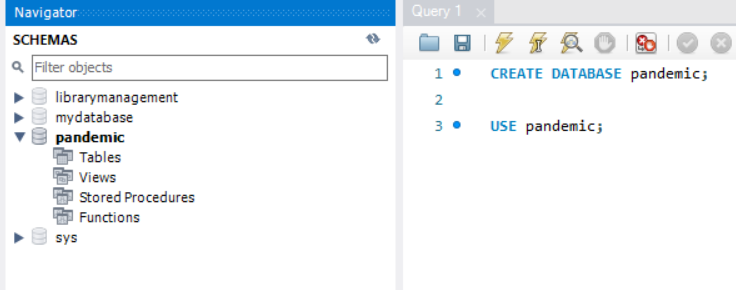 Navigator
SCHEMAS
Filter objects
librarymanagement
mydatabase
pandemic
Tables
Views
Stored Procedures
Functions
sys
Query 1
1 CREATE DATABASE pandemic;
2
3 USE pandemic;